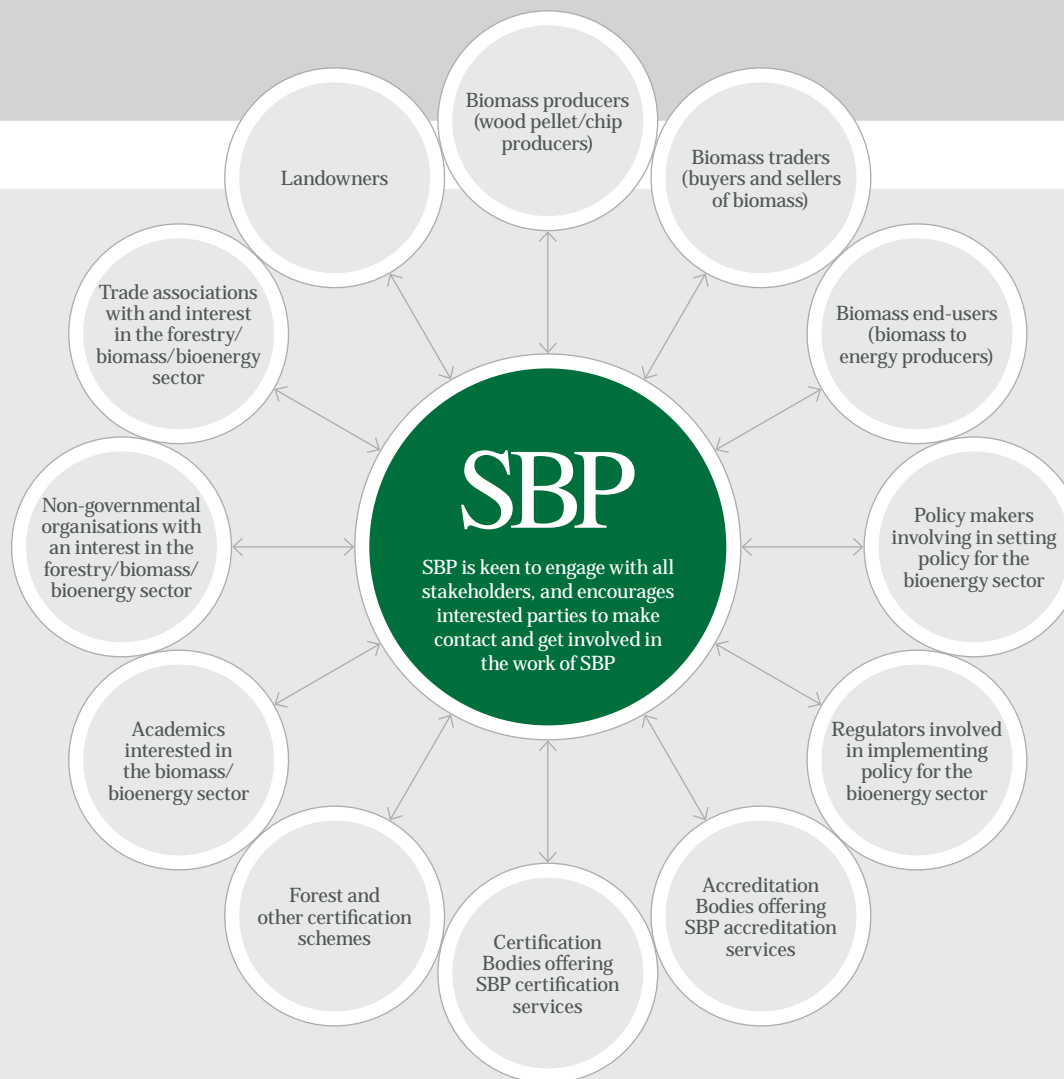 Biomass producers
(wood pellet/chip
producers)
Biomass traders
(buyers and sellers
of biomass)
Biomass end-users
(biomass to
energy producers)
Policy makers
involving in setting
policy for the
bioenergy sector
Regulators involved
in implementing
policy for the
bioenergy sector
Accreditation
Bodies offering
SBP accreditation
services
Certification
Bodies offering
SBP certification
services
Forest and
other certification
schemes
Academics
interested in
the biomass/
bioenergy sector
Non-governmental
organisations with
an interest in the
forestry/biomass/
bioenergy sector
Trade associations
with and interest
in the forestry/
biomass/bioenergy
sector
Landowners
SBP
SBP is keen to engage with all
stakeholders, and encourages
interested parties to make
contact and get involved in
the work of SBP